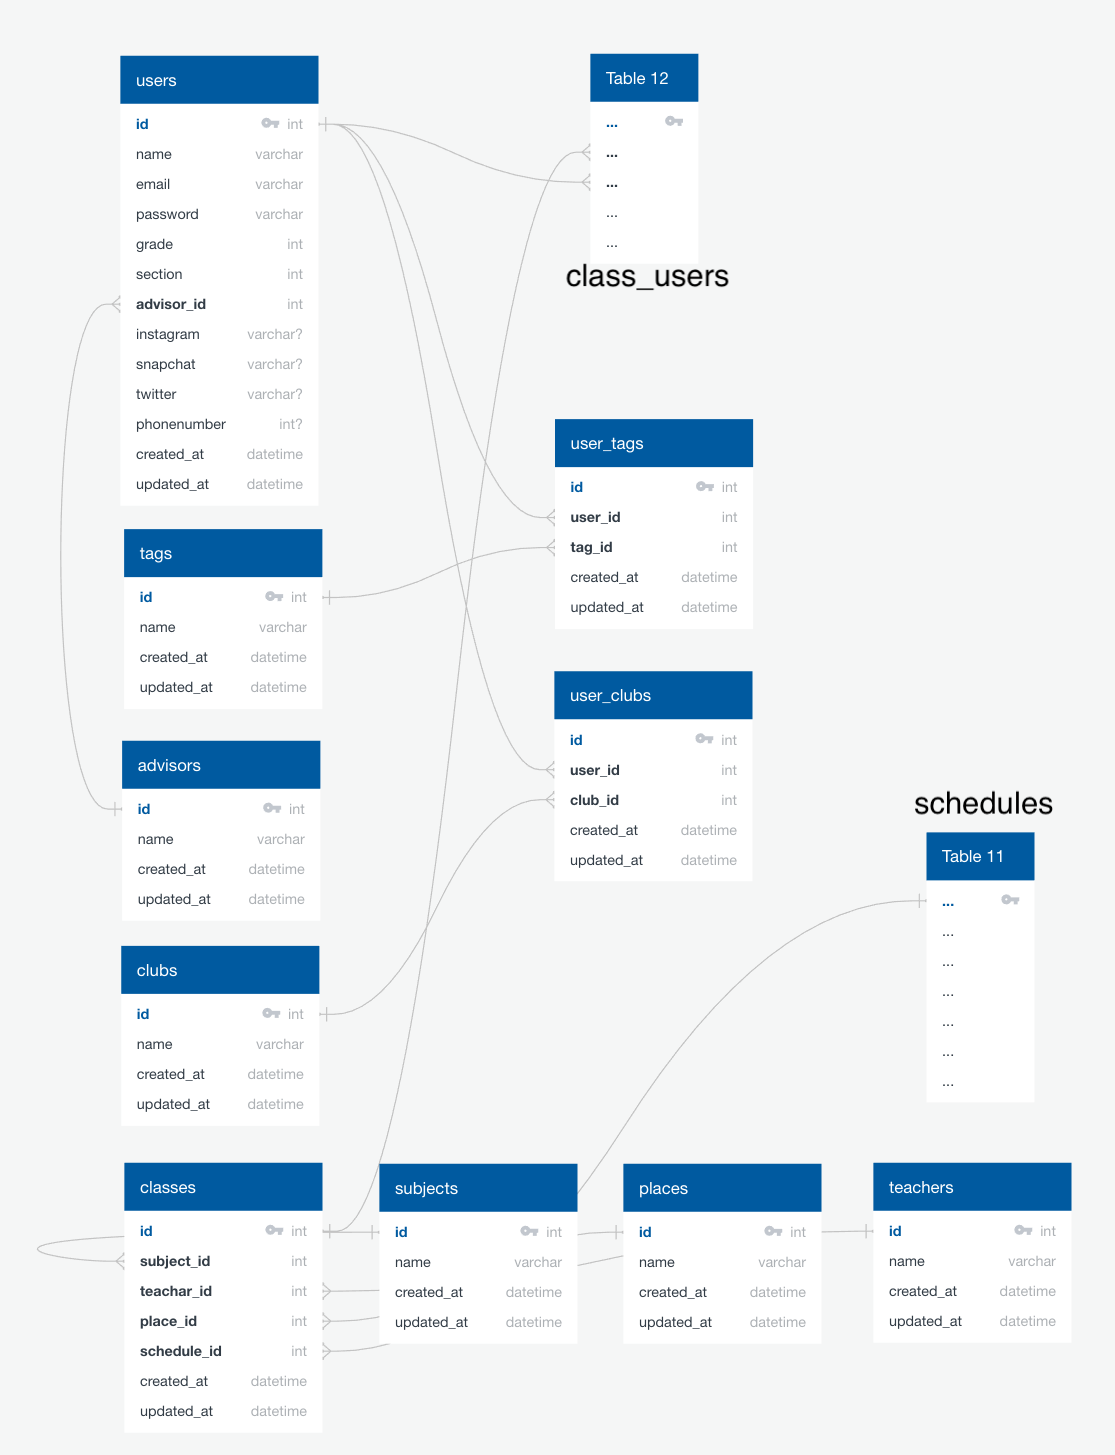 users
id int
name varchar
email varchar
password varchar
grade int
section int
advisor_id int
instagram varchar?
snapchat varchar?
twitter varchar?
phonenumber int?
created_at datetime
updated_at datetime
Table 12
...
...
...
...
...
class_users
tags
id int
name varchar
created_at datetime
updated_at datetime
user_tags
id int
user_id int
tag_id int
created_at datetime
updated_at datetime
advisors
id int
name varchar
created_at datetime
updated_at datetime
user_clubs
id int
user_id int
club_id int
created_at datetime
updated_at datetime
schedules
Table 11
...
...
...
...
...
...
...
clubs
id int
name varchar
created_at datetime
updated_at datetime
classes
id int
subject_id int
teachar_id int
place_id int
schedule_id int
created_at datetime
updated_at datetime
subjects
id int
name varchar
created_at datetime
updated_at datetime
places
id int
name varchar
created_at datetime
updated_at datetime
teachers
id int
name varchar
created_at datetime
updated_at datetime